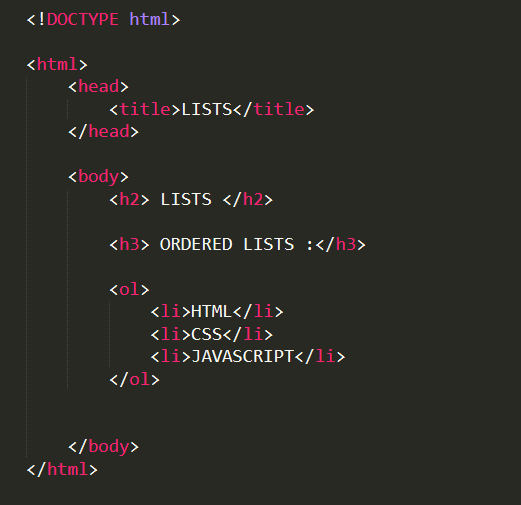 <!DOCTYPE html>
<html>
<head>
<title>LISTS</title>
</head>
<body>
<h2> LISTS </h2>
<h3> ORDERED LISTS :</h3>
<ol>
<li>HTML</li>
<li>CSS</li>
<li>JAVASCRIPT</li>
</ol>
</body>
</html>